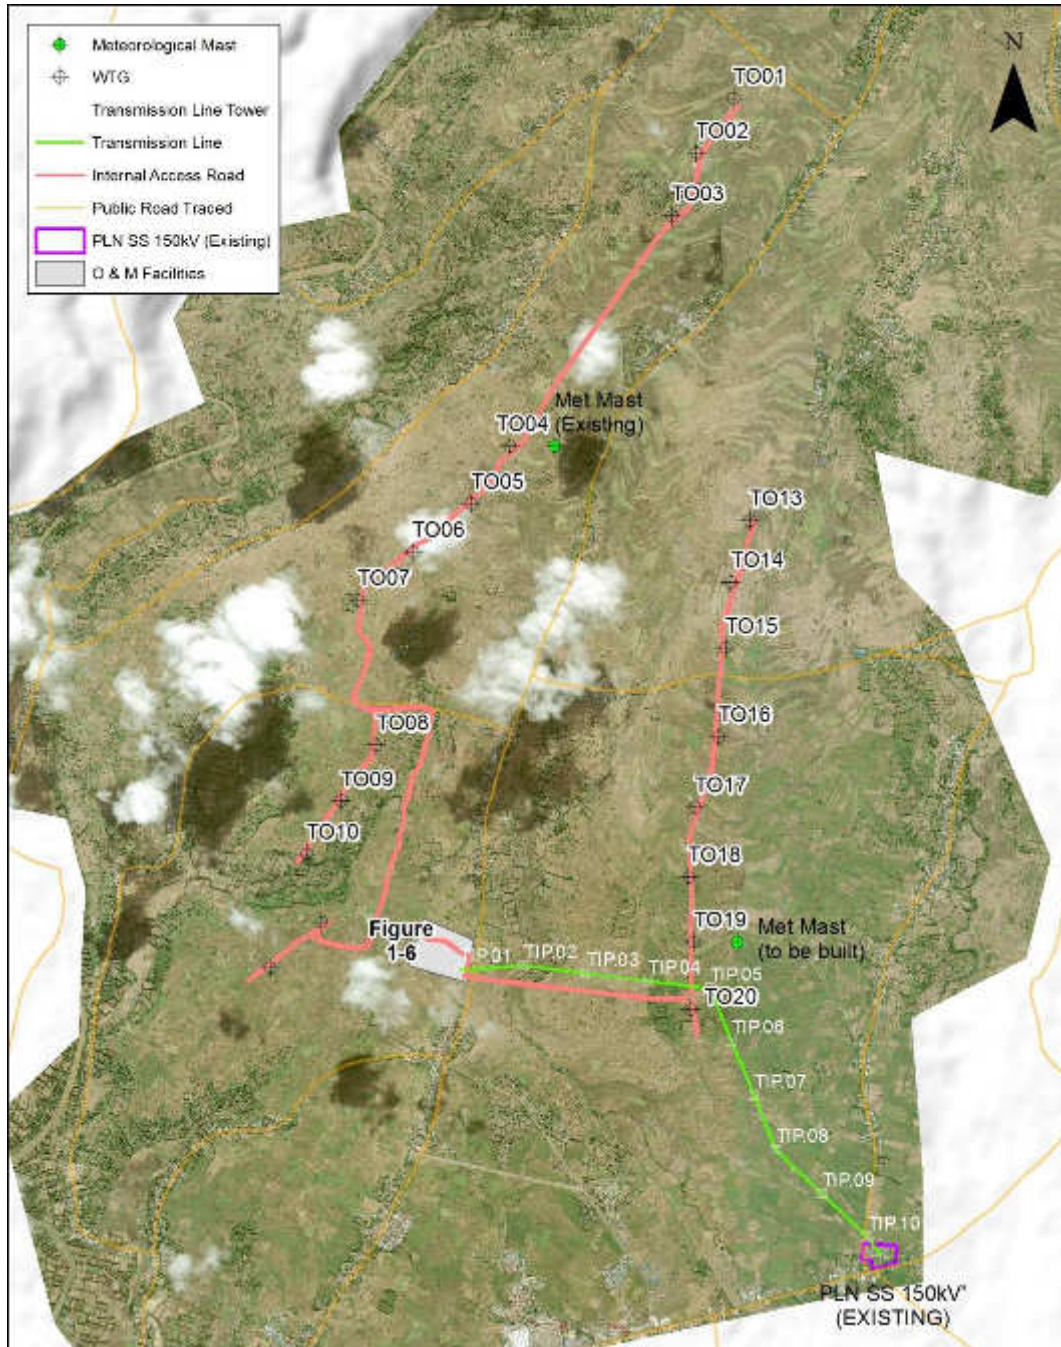 Meteorological Mast
WTG
Transmission Line Tower
Transmission Line
Internal Access Road
Public Road Traced
PLN SS 150kV (Existing)
O & M Facilities
N
TO01
TO02
TO03
Met Mast
(Existing)
TO04
TO05
TO06
TO07
TO13
TO14
TO15
TO16
TO08
TO09
TO10
TO17
TO18
TO19
Met Mast
(to be built)
Figure
1-6
TIP.01
TIP.02
TIP.03
TIP.04
TIP.05
TO20
TIP.06
TIP.07
TIP.08
TIP.09
TIP.10
PLN SS 150kV"
(EXISTING)